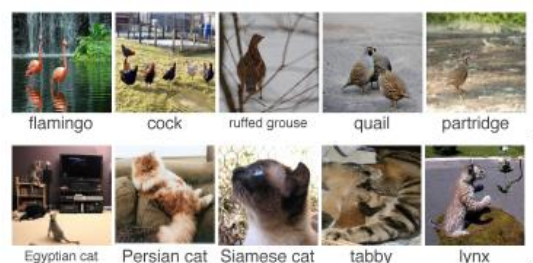 flamingo cock ruffed grouse quail partridge
Egyptian cat Persian cat Siamese cat tabby lynx